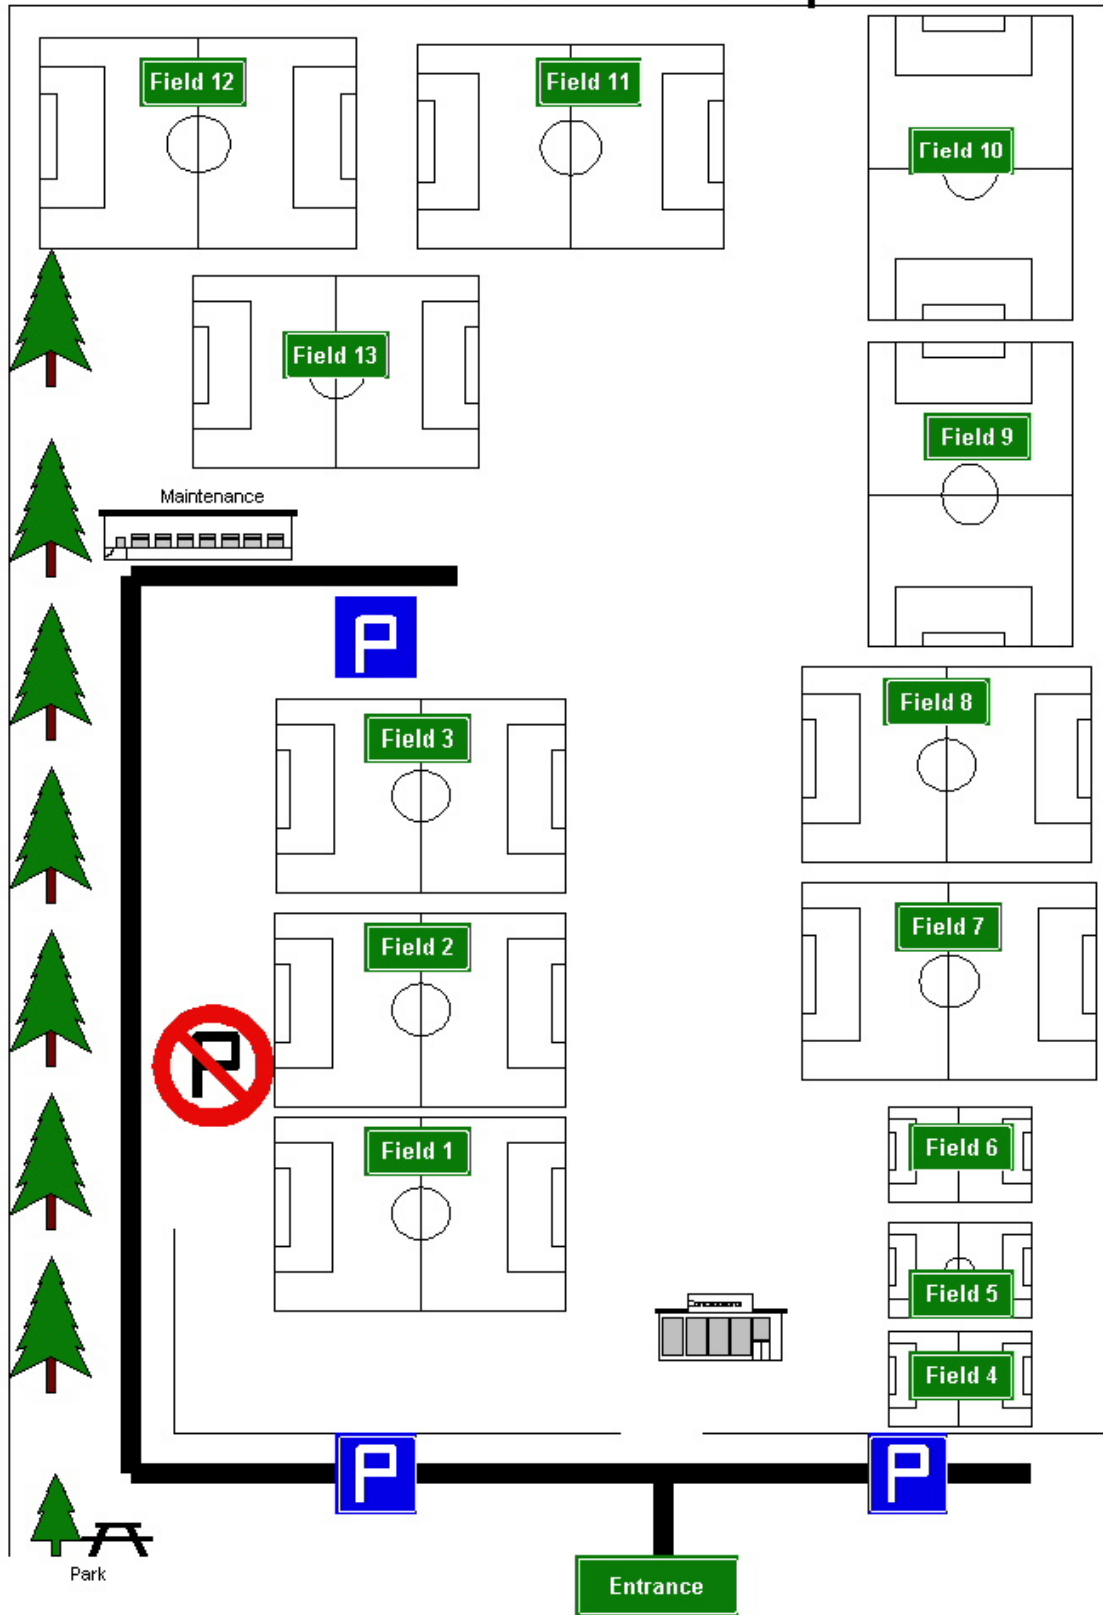 Field 12
Field 11
Field 10
Field 13
Field 9
Maintenance
P
Field 8
Field 3
Field 7
Field 2
P
Field 6
Field 1
Field 5
Field 4
P
P
Entrance
Park